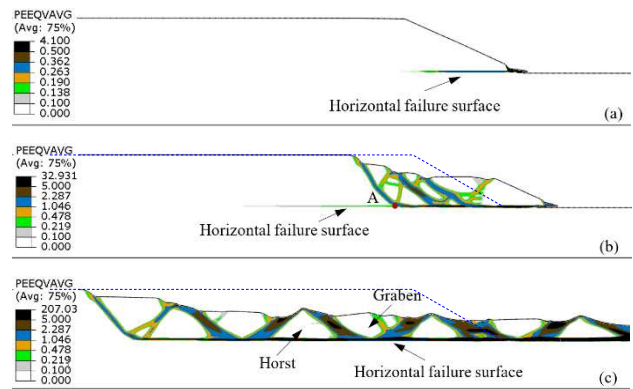 PEEQVAVG
(Avg: 75%)
4.100
0.500
0.362
0.263
0.190
0.138
0.100
0.000
Horizontal failure surface
(a)
PEEQVAVG
(Avg: 75%)
32.931
5.000
2.287
1.046
0.478
0.219
0.100
0.000
A
Horizontal failure surface
(b)
PEEQVAVG
(Avg: 75%)
207.03
5.000
2.287
1.046
0.478
0.219
0.100
0.000
Graben
Horst
Horizontal failure surface
(c)